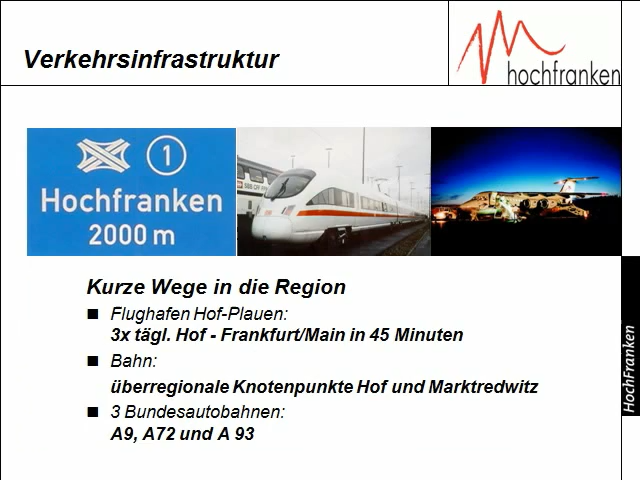 Verkehrsinfrastruktur
hochfranken
1
Hochfranken
2000 m
Kurze Wege in die Region
Flughafen Hof-Plauen:
3x tägl. Hof - Frankfurt/Main in 45 Minuten
Bahn:
überregionale Knotenpunkte Hof und Marktredwitz
3 Bundesautobahnen:
A9, A72 und A 93
HochFranken